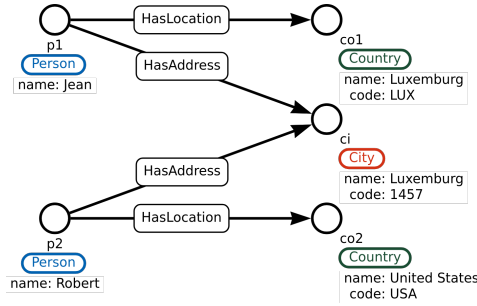 HasLocation
p1
Person
name: Jean
co1
Country
name: Luxemburg
code: LUX
HasAddress
ci
City
name: Luxemburg
code: 1457
HasAddress
HasLocation
p2
Person
name: Robert
co2
Country
name: United States
code: USA